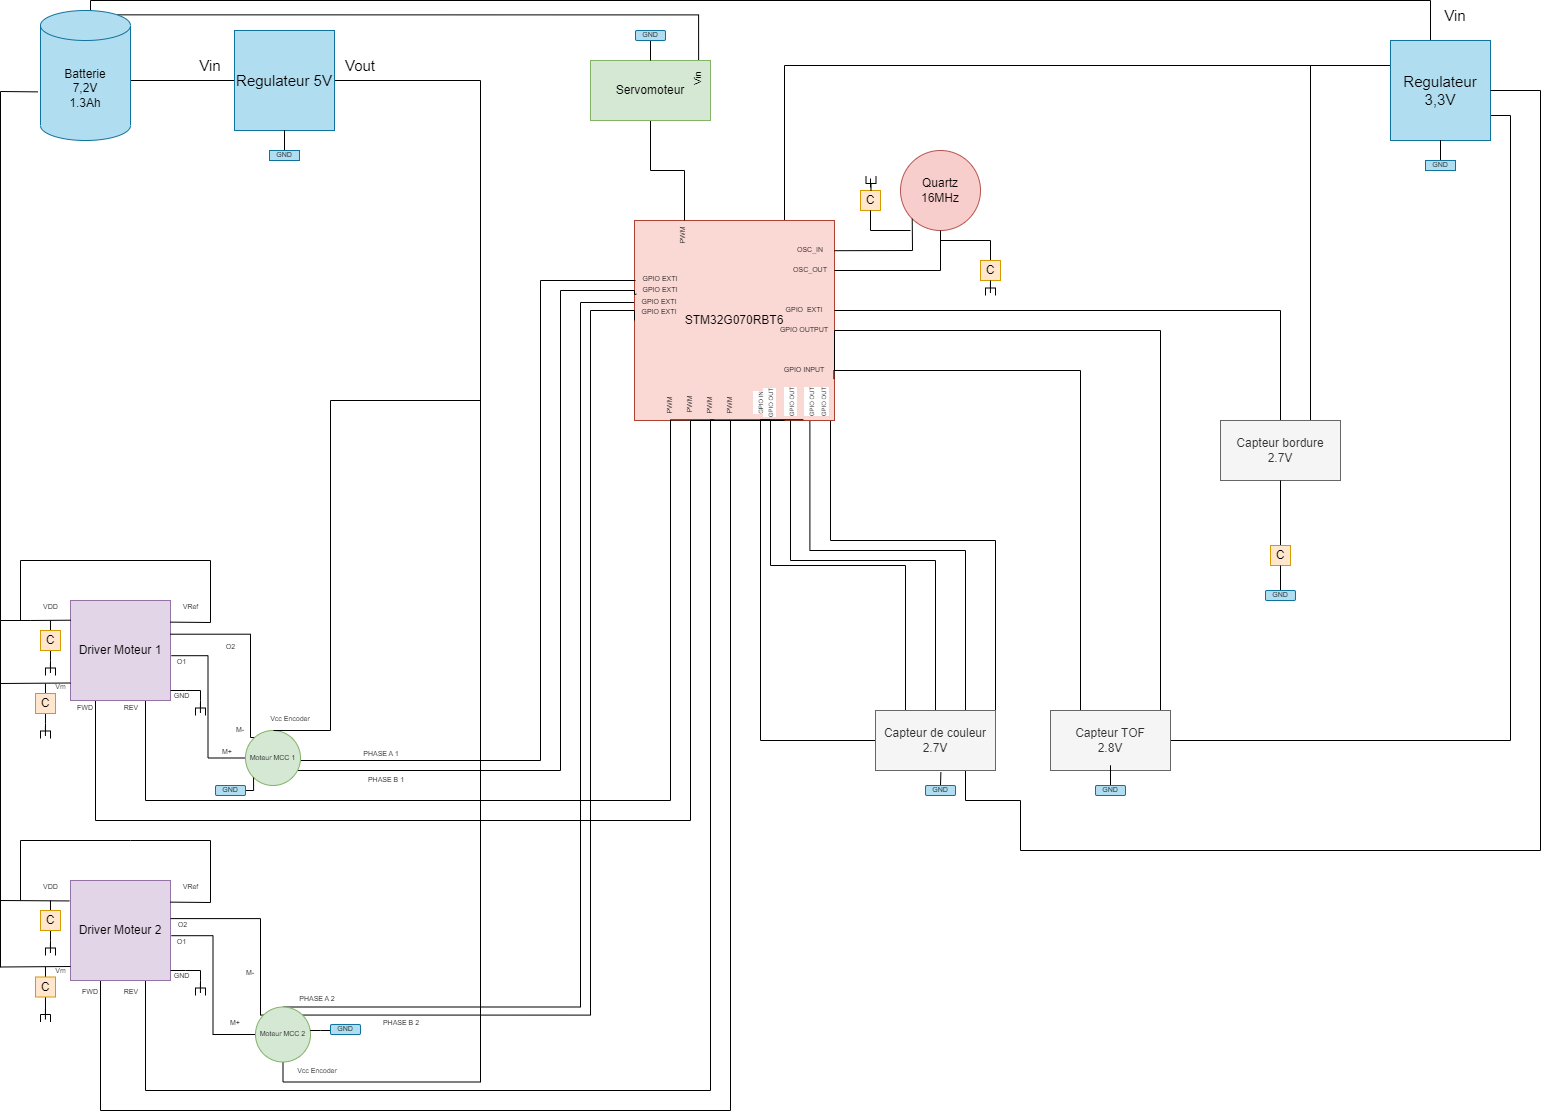 Vin
Batterie
7,2V
1.3Ah
Vin
Regulateur 5V
Vout
GND
GND
Servomoteur
Vin
Regulateur
3,3V
GND
Quartz
16MHz
C
C
PWM
OSC_IN
OSC_OUT
GPIO EXTI
GPIO EXTI
GPIO EXTI
GPIO EXTI
STM32G070RBT6
GPIO EXTI
GPIO OUTPUT
GPIO INPUT
PWM
PWM
PWM
PWM
GPIO IN
GPIO OUT
GPIO OUT
GPIO OUT
GPIO OUT
Capteur bordure
2.7V
C
GND
VDD
VRef
C
Driver Moteur 1
O2
O1
Vm
GND
C
FWD
REV
Vcc Encoder
M-
M+
Moteur MCC 1
PHASE A 1
PHASE B 1
GND
Capteur de couleur
2.7V
GND
Capteur TOF
2.8V
GND
VDD
VRef
C
Driver Moteur 2
O2
O1
Vm
GND
C
FWD
REV
M-
M+
PHASE A 2
PHASE B 2
Moteur MCC 2
GND
Vcc Encoder